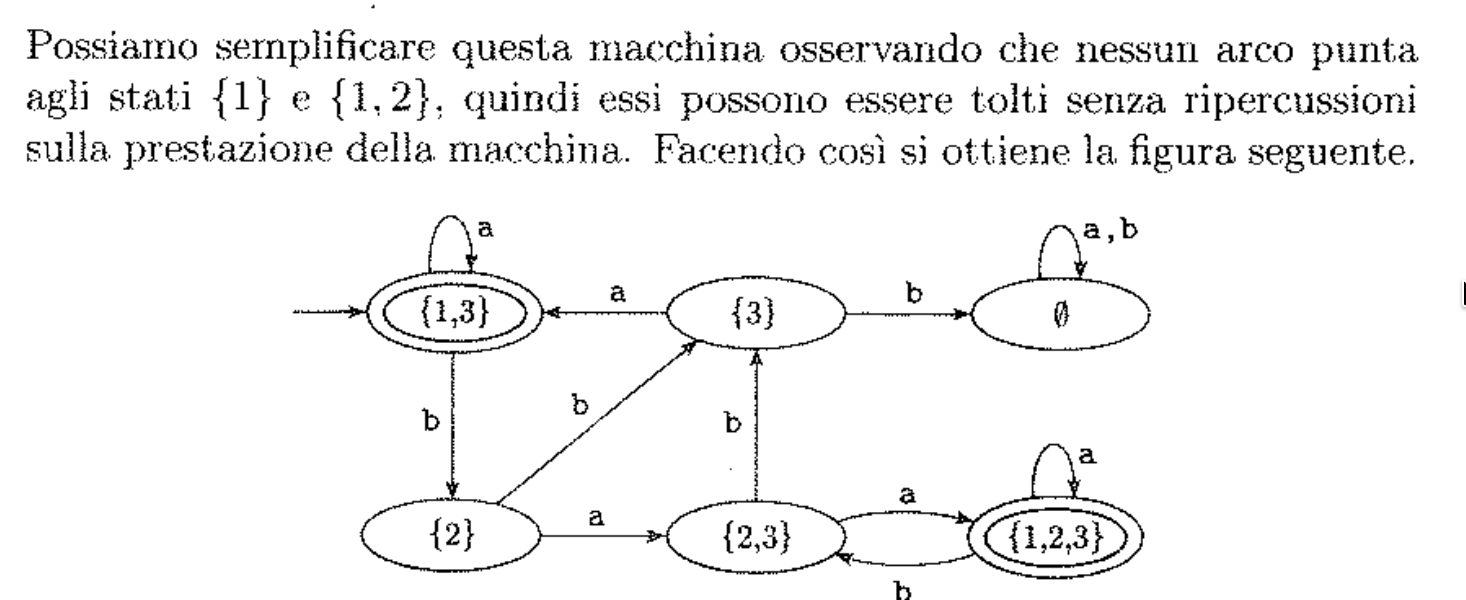 Possiamo semplificare questa macchina osservando che nessun arco punta
agli stati {1} e {1, 2}, quindi essi possono essere tolti senza ripercussioni
sulla prestazione della macchina. Facendo così si ottiene la figura seguente.
a
a,b
{1,3}
a
{3}
b
∅
b
b
b
a
{2}
a
{2,3}
a
{1,2,3}
b